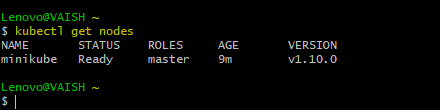 Lenovo@VAISH ~
$ kubectl get nodes
NAME STATUS ROLES AGE VERSION
minikube Ready master 9m v1.10.0
Lenovo@VAISH ~
$